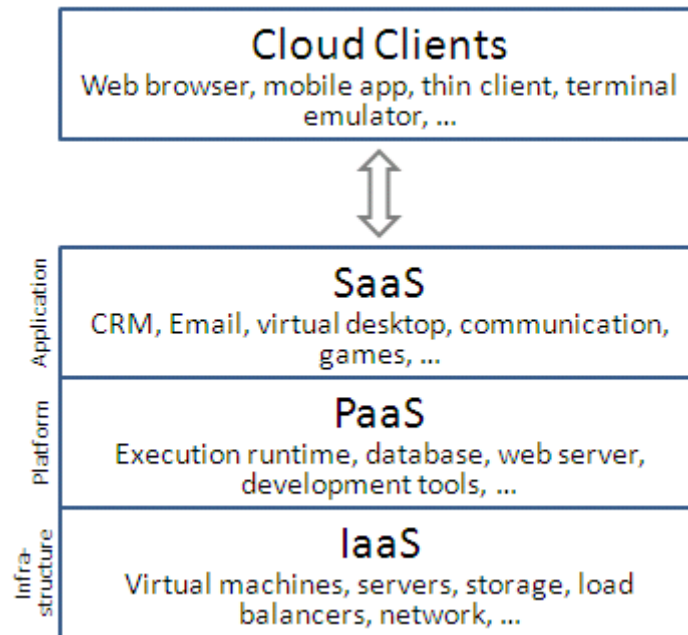 Cloud Clients
Web browser, mobile app, thin client, terminal
emulator, ...
Application
SaaS
CRM, Email, virtual desktop, communication,
games, ...
Platform
PaaS
Execution runtime, database, web server,
development tools, ...
Infra-
structure
IaaS
Virtual machines, servers, storage, load
balancers, network, ...